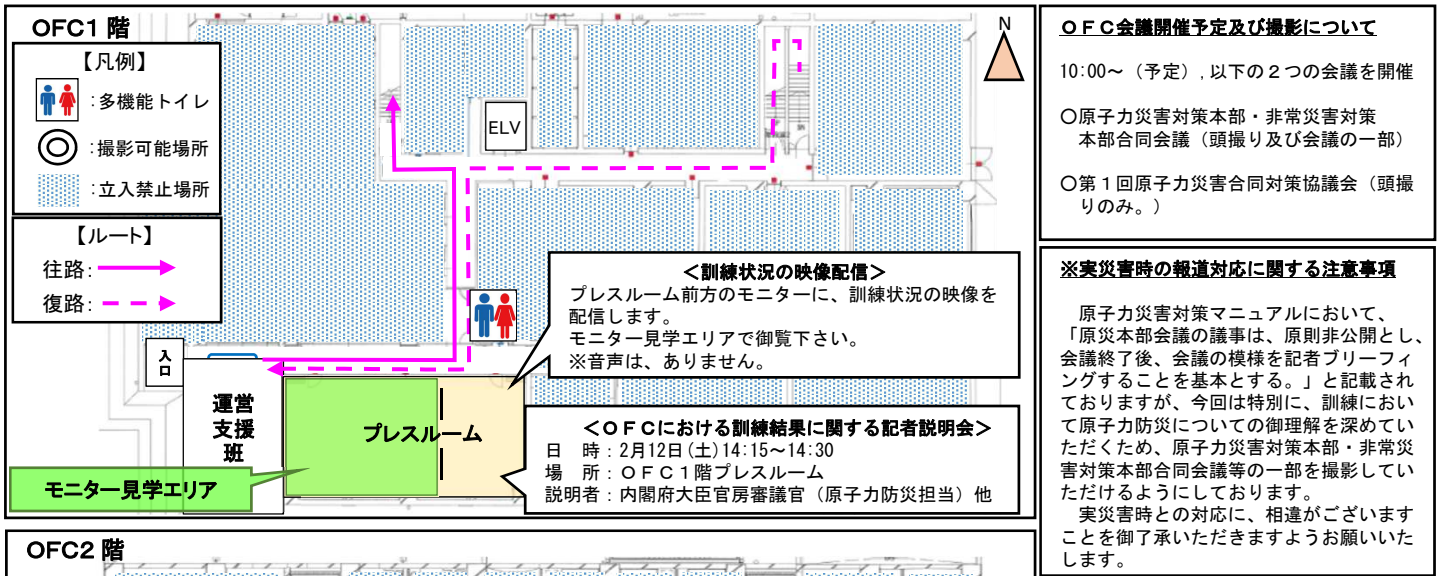 OFC1 階
【凡例】
:多機能トイレ
:撮影可能場所
:立入禁止場所
【ルート】
往路:
復路:
N
ELV
入口
運営
支援
班
プレスルーム
モニター見学エリア
＜訓練状況の映像配信＞
プレスルーム前方のモニターに、訓練状況の映像を
配信します。
モニター見学エリアで御覧下さい。
※音声は、ありません。
＜ＯＦＣにおける訓練結果に関する記者説明会＞
日　時：2月12日(土)14:15～14:30
場　所：ＯＦＣ１階プレスルーム
説明者：内閣府大臣官房審議官（原子力防災担当）他
ＯＦＣ会議開催予定及び撮影について
10:00～（予定）,以下の２つの会議を開催
○原子力災害対策本部・非常災害対策
本部合同会議（頭撮り及び会議の一部）
○第１回原子力災害合同対策協議会（頭撮
りのみ。）
※実災害時の報道対応に関する注意事項
原子力災害対策マニュアルにおいて、
「原災本部会議の議事は、原則非公開とし、
会議終了後、会議の模様を記者ブリーフィ
ングすることを基本とする。」と記載され
ておりますが、今回は特別に、訓練におい
て原子力防災についての御理解を深めてい
ただくため、原子力災害対策本部・非常災
害対策本部合同会議等の一部を撮影してい
ただけるようにしております。
実災害時との対応に、相違がございます
ことを御了承いただきますようお願いいた
します。
OFC2 階